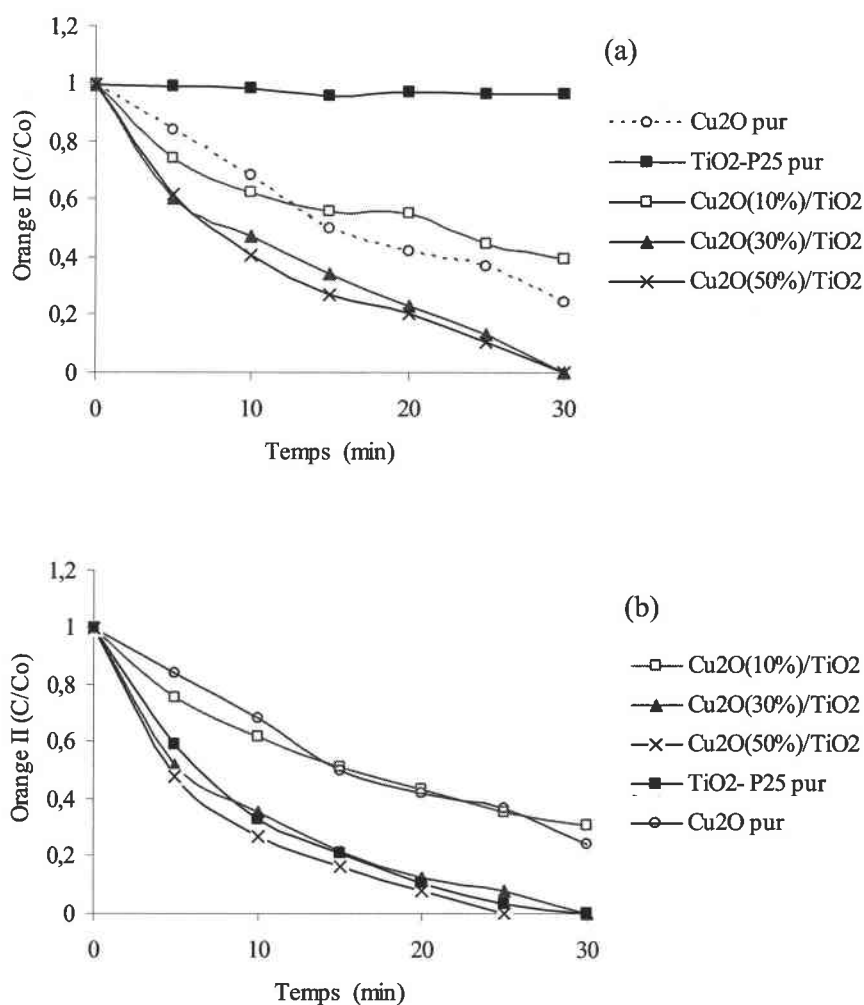 1,2
1
0,8
0,6
0,4
0,2
0
0 10 20 30
Orange II (C/Co)
Temps (min)
(a)
Cu2O pur
TiO2-P25 pur
Cu2O(10%)/TiO2
Cu2O(30%)/TiO2
Cu2O(50%)/TiO2
1,2
1
0,8
0,6
0,4
0,2
0
0 10 20 30
Orange II (C/Co)
Temps (min)
(b)
Cu2O(10%)/TiO2
Cu2O(30%)/TiO2
Cu2O(50%)/TiO2
TiO2- P25 pur
Cu2O pur